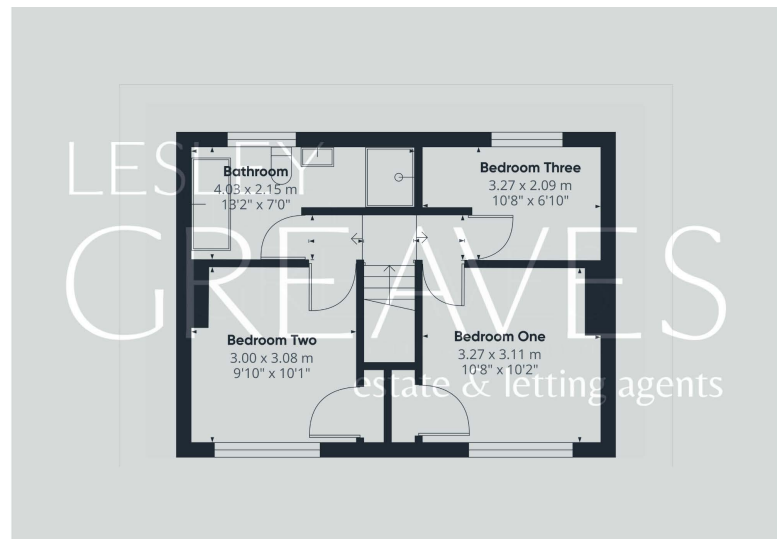 LESLEY
GREAVES
estate & letting agents
Bathroom
4.03 x 2.15 m
13'2" x 7'0"
Bedroom Three
3.27 x 2.09 m
10'8" x 6'10"
Bedroom Two
3.00 x 3.08 m
9'10" x 10'1"
Bedroom One
3.27 x 3.11 m
10'8" x 10'2"